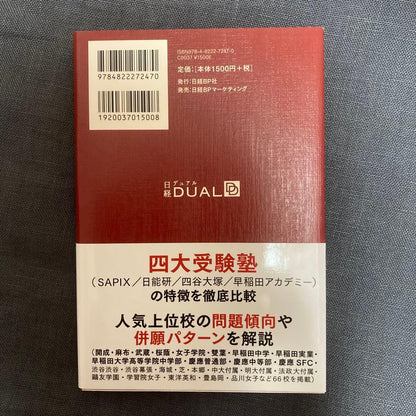 9784822272470
1920037015008
ISBN978-4-8222-7247-0
C0037 ¥1500E
定価:[本体1500円+税]
発行:日経BP社
発売:日経BPマーケティング
デュアル
日経DUAL
四大受験塾
(SAPIX/日能研/四谷大塚/早稲田アカデミー)
の特徴を徹底比較
人気上位校の問題傾向や
併願パターンを解説
(開成・麻布・武蔵・桜蔭・女子学院・雙葉・早稲田中学・早稲田実業・
早稲田大学高等学院中学部・慶應普通部・慶應中等部・慶應SFC・
渋谷渋谷・渋谷幕張・海城・芝・本郷・中大付属・明大付属・法政大付属・
鷗友学園・学習院女子・東洋英和・豊島岡・品川女子など66校を掲載)